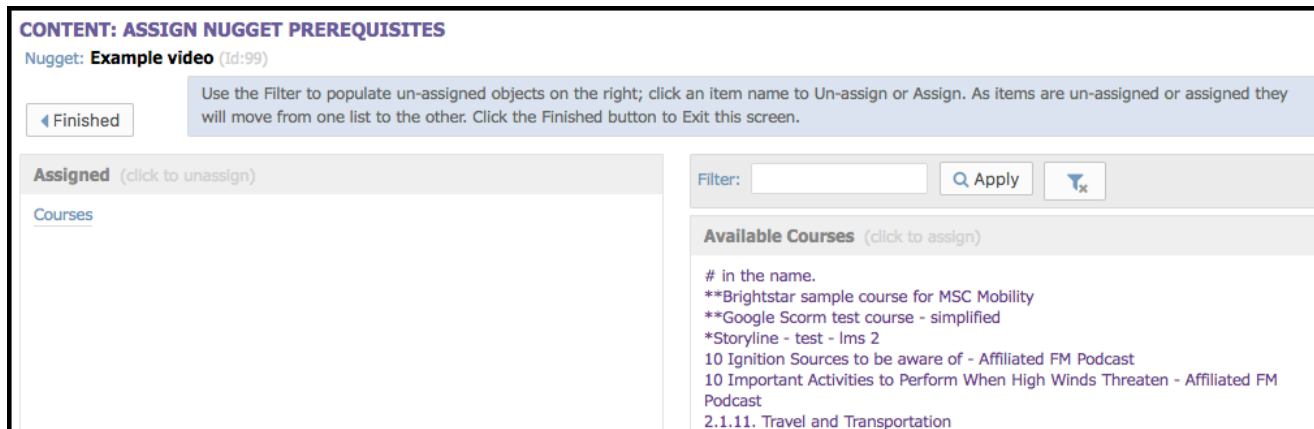 CONTENT: ASSIGN NUGGET PREREQUISITES
Nugget: Example video (Id:99)
Use the Filter to populate un-assigned objects on the right; click an item name to Un-assign or Assign. As items are un-assigned or assigned they
will move from one list to the other. Click the Finished button to Exit this screen.
Finished
Assigned (click to unassign)
Courses
Filter:
Apply
Available Courses (click to assign)
# in the name.
**Brightstar sample course for MSC Mobility
**Google Scorm test course - simplified
*Storyline - test - lms 2
10 Ignition Sources to be aware of - Affiliated FM Podcast
10 Important Activities to Perform When High Winds Threaten - Affiliated FM
Podcast
2.1.11. Travel and Transportation